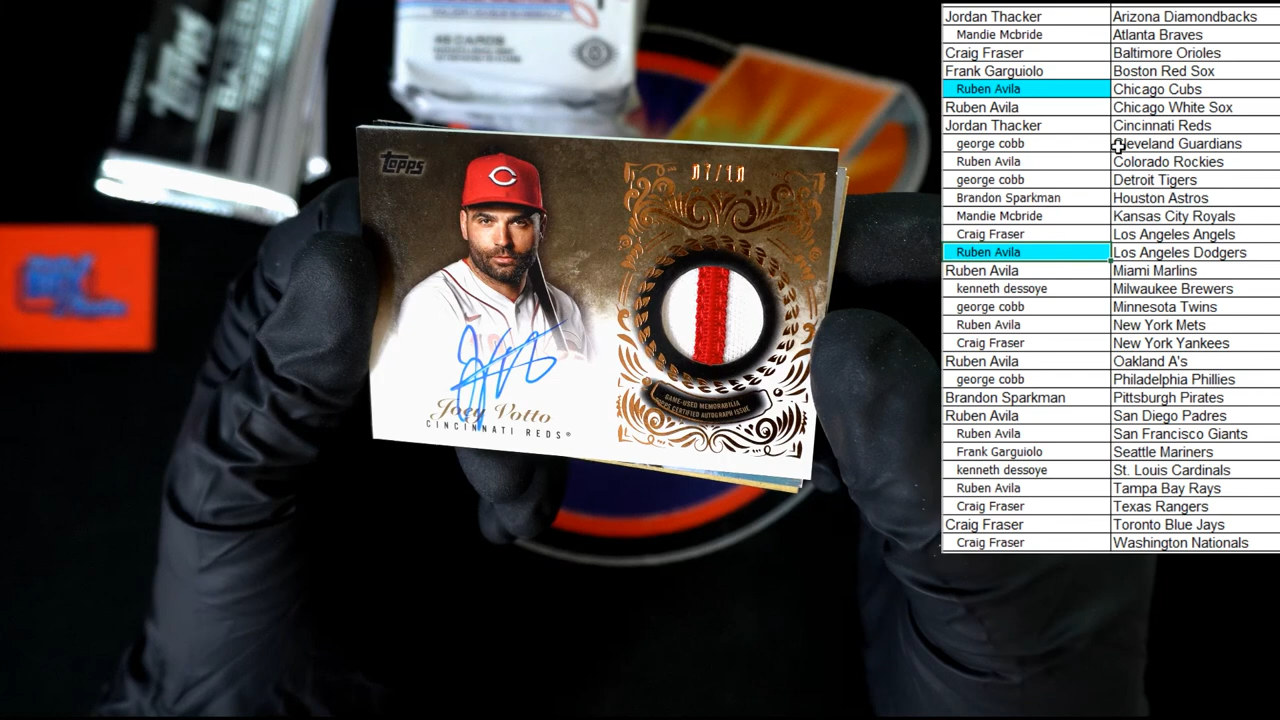 topps
07/10
Joey Votto
CINCINNATI REDS®
GAME-USED MEMORABILIA
TOPPS CERTIFIED AUTOGRAPH ISSUE
Jordan Thacker Arizona Diamondbacks
Mandie Mcbride Atlanta Braves
Craig Fraser Baltimore Orioles
Frank Garguiolo Boston Red Sox
Ruben Avila Chicago Cubs
Ruben Avila Chicago White Sox
Jordan Thacker Cincinnati Reds
george cobb Cleveland Guardians
Ruben Avila Colorado Rockies
george cobb Detroit Tigers
Brandon Sparkman Houston Astros
Mandie Mcbride Kansas City Royals
Craig Fraser Los Angeles Angels
Ruben Avila Los Angeles Dodgers
Ruben Avila Miami Marlins
kenneth dessoye Milwaukee Brewers
george cobb Minnesota Twins
Ruben Avila New York Mets
Craig Fraser New York Yankees
Ruben Avila Oakland A's
george cobb Philadelphia Phillies
Brandon Sparkman Pittsburgh Pirates
Ruben Avila San Diego Padres
Ruben Avila San Francisco Giants
Frank Garguiolo Seattle Mariners
kenneth dessoye St. Louis Cardinals
Ruben Avila Tampa Bay Rays
Craig Fraser Texas Rangers
Craig Fraser Toronto Blue Jays
Craig Fraser Washington Nationals